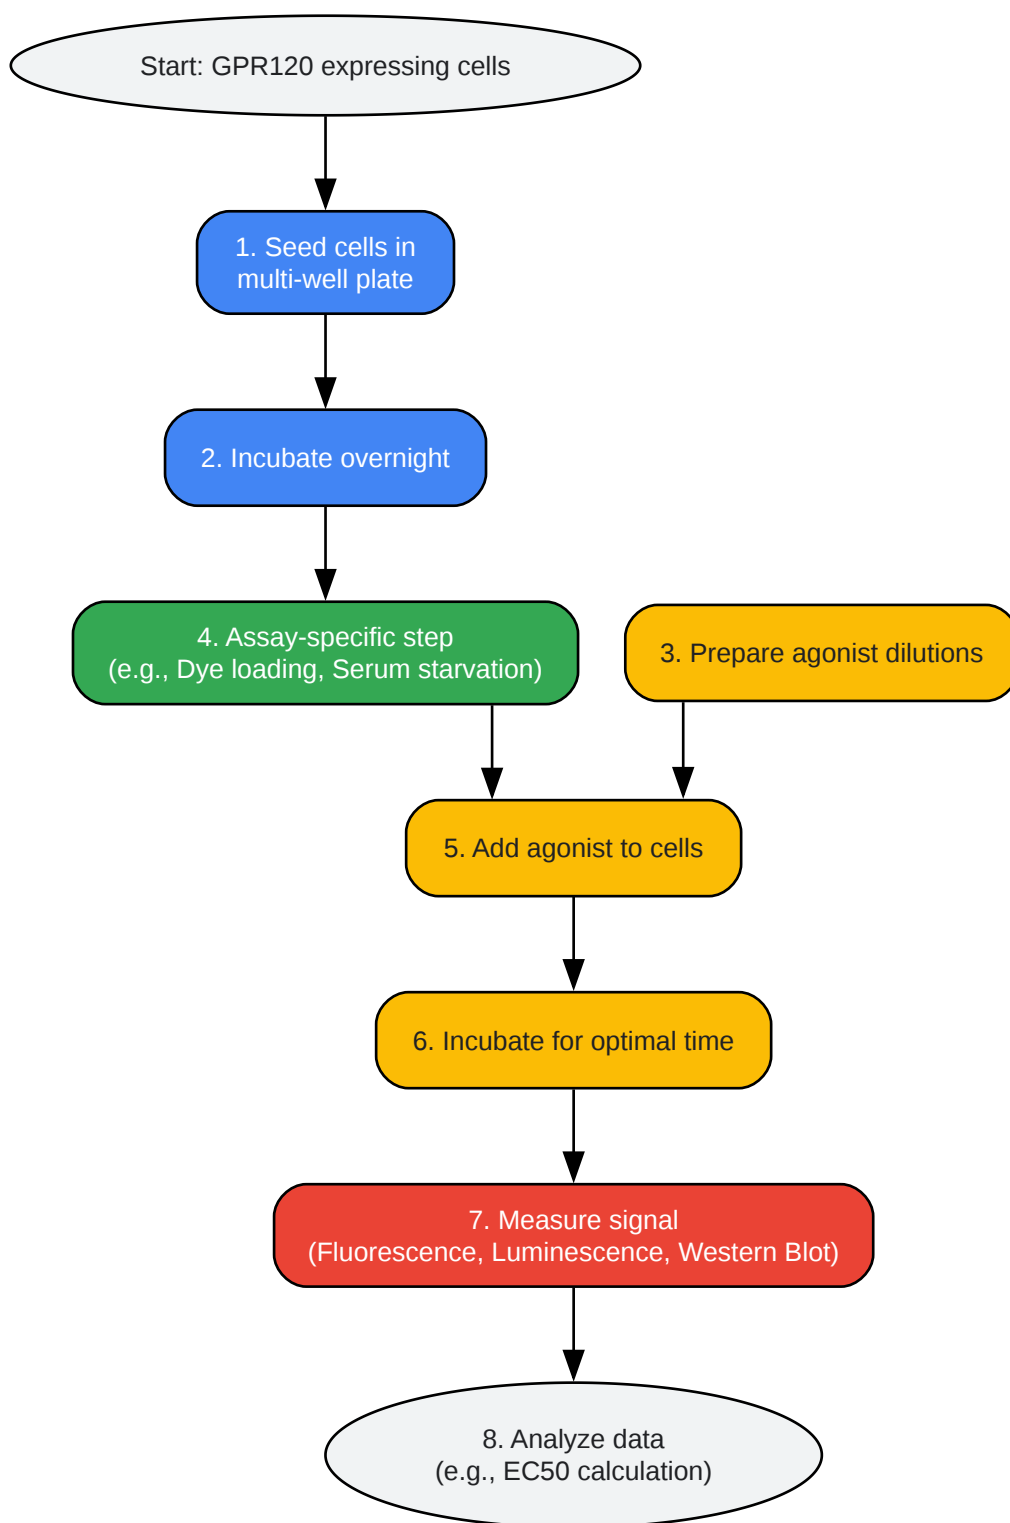 Start: GPR120 expressing cells
1. Seed cells in
multi-well plate
2. Incubate overnight
4. Assay-specific step
(e.g., Dye loading, Serum starvation)
3. Prepare agonist dilutions
5. Add agonist to cells
6. Incubate for optimal time
7. Measure signal
(Fluorescence, Luminescence, Western Blot)
8. Analyze data
(e.g., EC50 calculation)